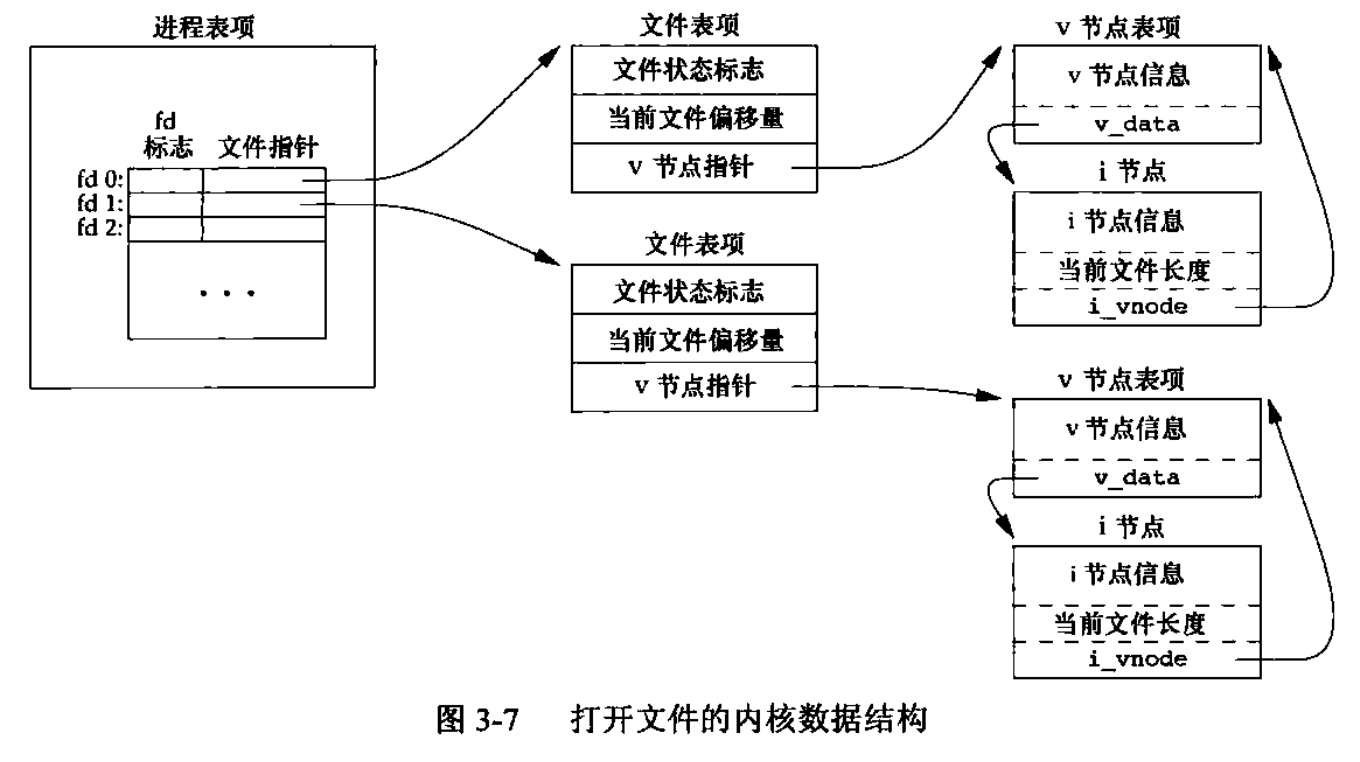 进程表项
fd
标志 文件指针
fd 0:
fd 1:
fd 2:
· · ·
文件表项
文件状态标志
当前文件偏移量
v 节点指针
文件表项
文件状态标志
当前文件偏移量
v 节点指针
v 节点表项
v 节点信息
v_data
i 节点
i 节点信息
当前文件长度
i_vnode
v 节点表项
v 节点信息
v_data
i 节点
i 节点信息
当前文件长度
i_vnode
图 3-7 打开文件的内核数据结构